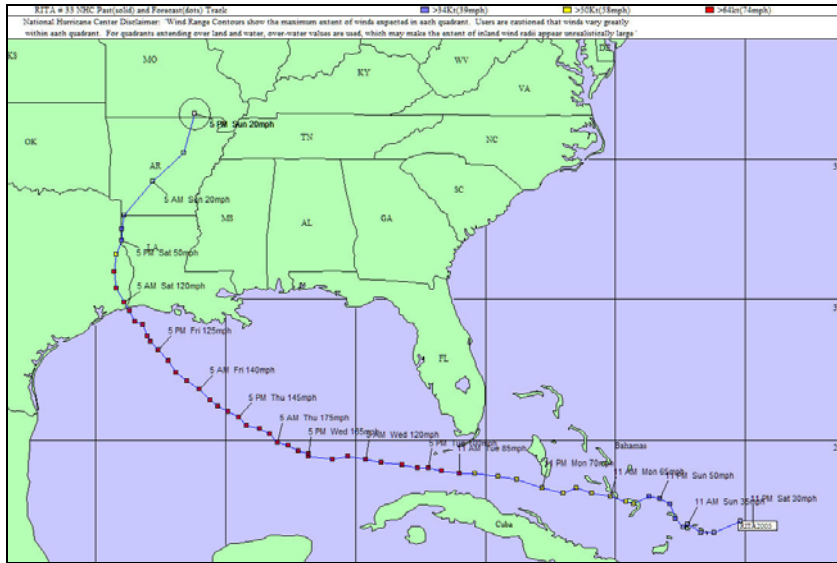 RITA # 33 NHC Past(solid) and Forecast(dots) Track
>34Kt(39mph)
>50Kt(58mph)
>64kt(74mph)
National Hurricane Center Disclaimer: 'Wind Range Contours show the maximum extent of winds expected in each quadrant. Users are cautioned that winds vary greatly
within each quadrant. For quadrants extending over land and water, over-water values are used, which may make the extent of inland wind radii appear unrealistically large '
KS
MO
KY
WV
DE
VA
5 PM Sun 20mph
OK
TN
NC
AR
5 AM Sun 20mph
SC
MS
AL
GA
LA
5 PM Sat 50mph
5 AM Sat 120mph
5 PM Fri 125mph
FL
5 AM Fri 140mph
5 PM Thu 145mph
5 AM Thu 175mph
5 PM Wed 165mph
5 AM Wed 120mph
11 AM Tue 85mph
Bahamas
11 PM Mon 70mph
11 AM Mon 65mph
11 PM Sun 50mph
11 AM Sun 35mph
11 PM Sat 30mph
Cuba
RITA2005